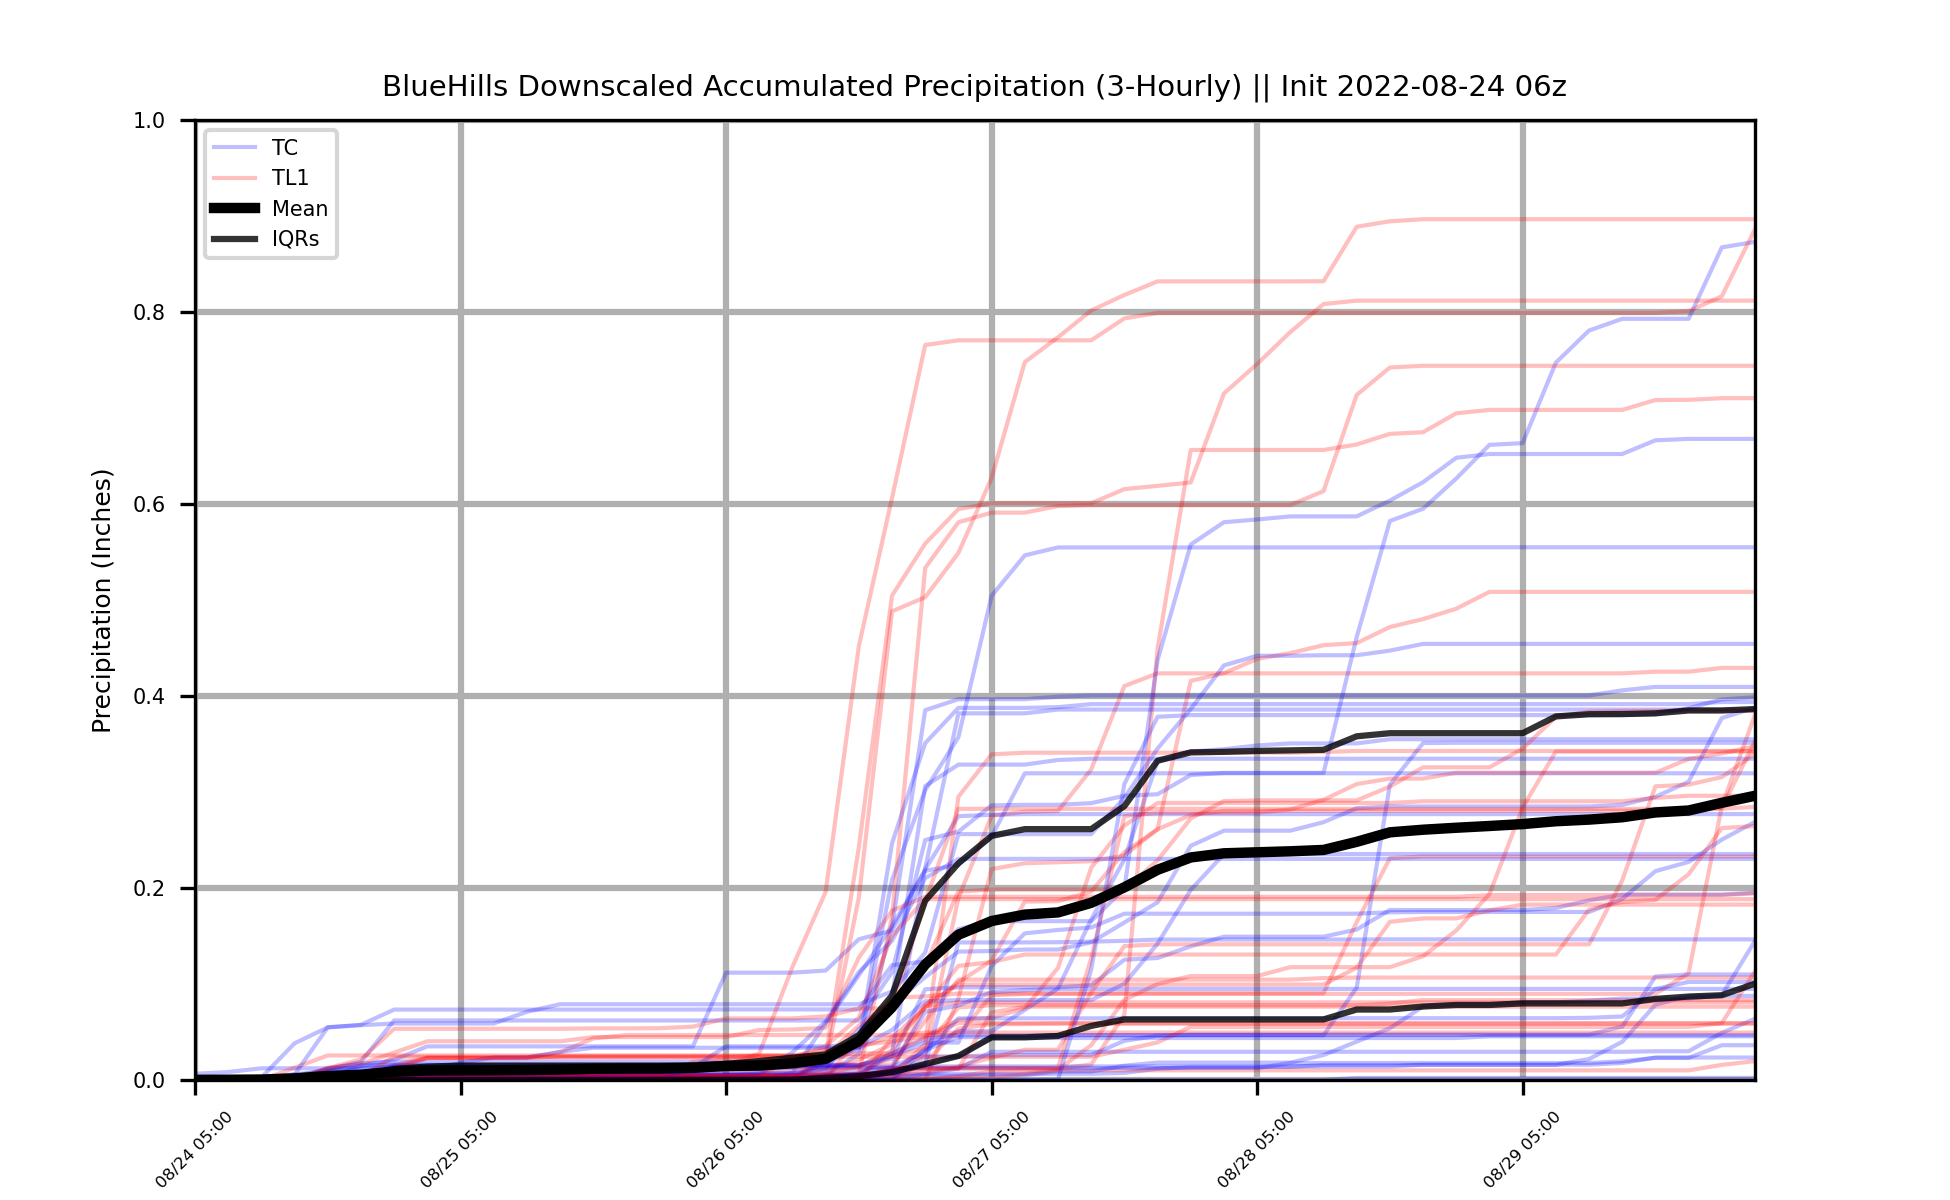 BlueHills Downscaled Accumulated Precipitation (3-Hourly) || Init 2022-08-24 06z
1.0
0.8
0.6
0.4
0.2
0.0
Precipitation (Inches)
TC
TL1
Mean
IQRs
08/24 05:00
08/25 05:00
08/26 05:00
08/27 05:00
08/28 05:00
08/29 05:00